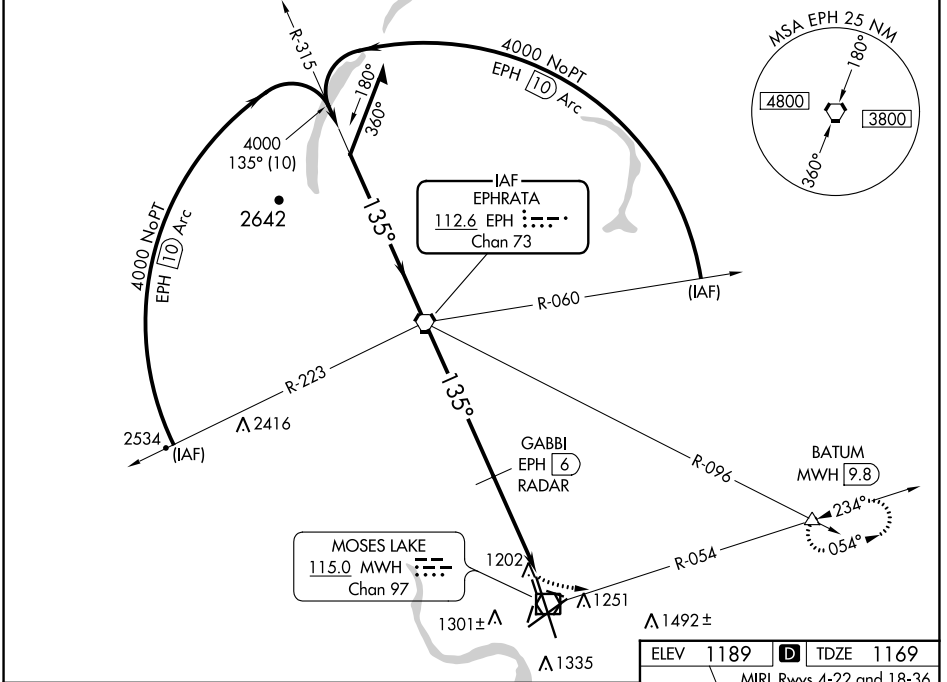 MSA EPH 25 NM
180°
4800
3800
360°
R-315
4000 NoPT
EPH 10 Arc
180°
360°
4000
135° (10)
2642
4000 NoPT
EPH 10 Arc
135°
IAF
EPHRATA
112.6 EPH
Chan 73
R-060
(IAF)
R-223
2416
2534
(IAF)
135°
GABBI
EPH 6
RADAR
R-096
BATUM
MWH 9.8
234°
054°
R-054
MOSES LAKE
115.0 MWH
Chan 97
1202
1251
1301±
1492±
1335
ELEV 1189 D TDZE 1169
MIRL Rwys 4-22 and 18-36